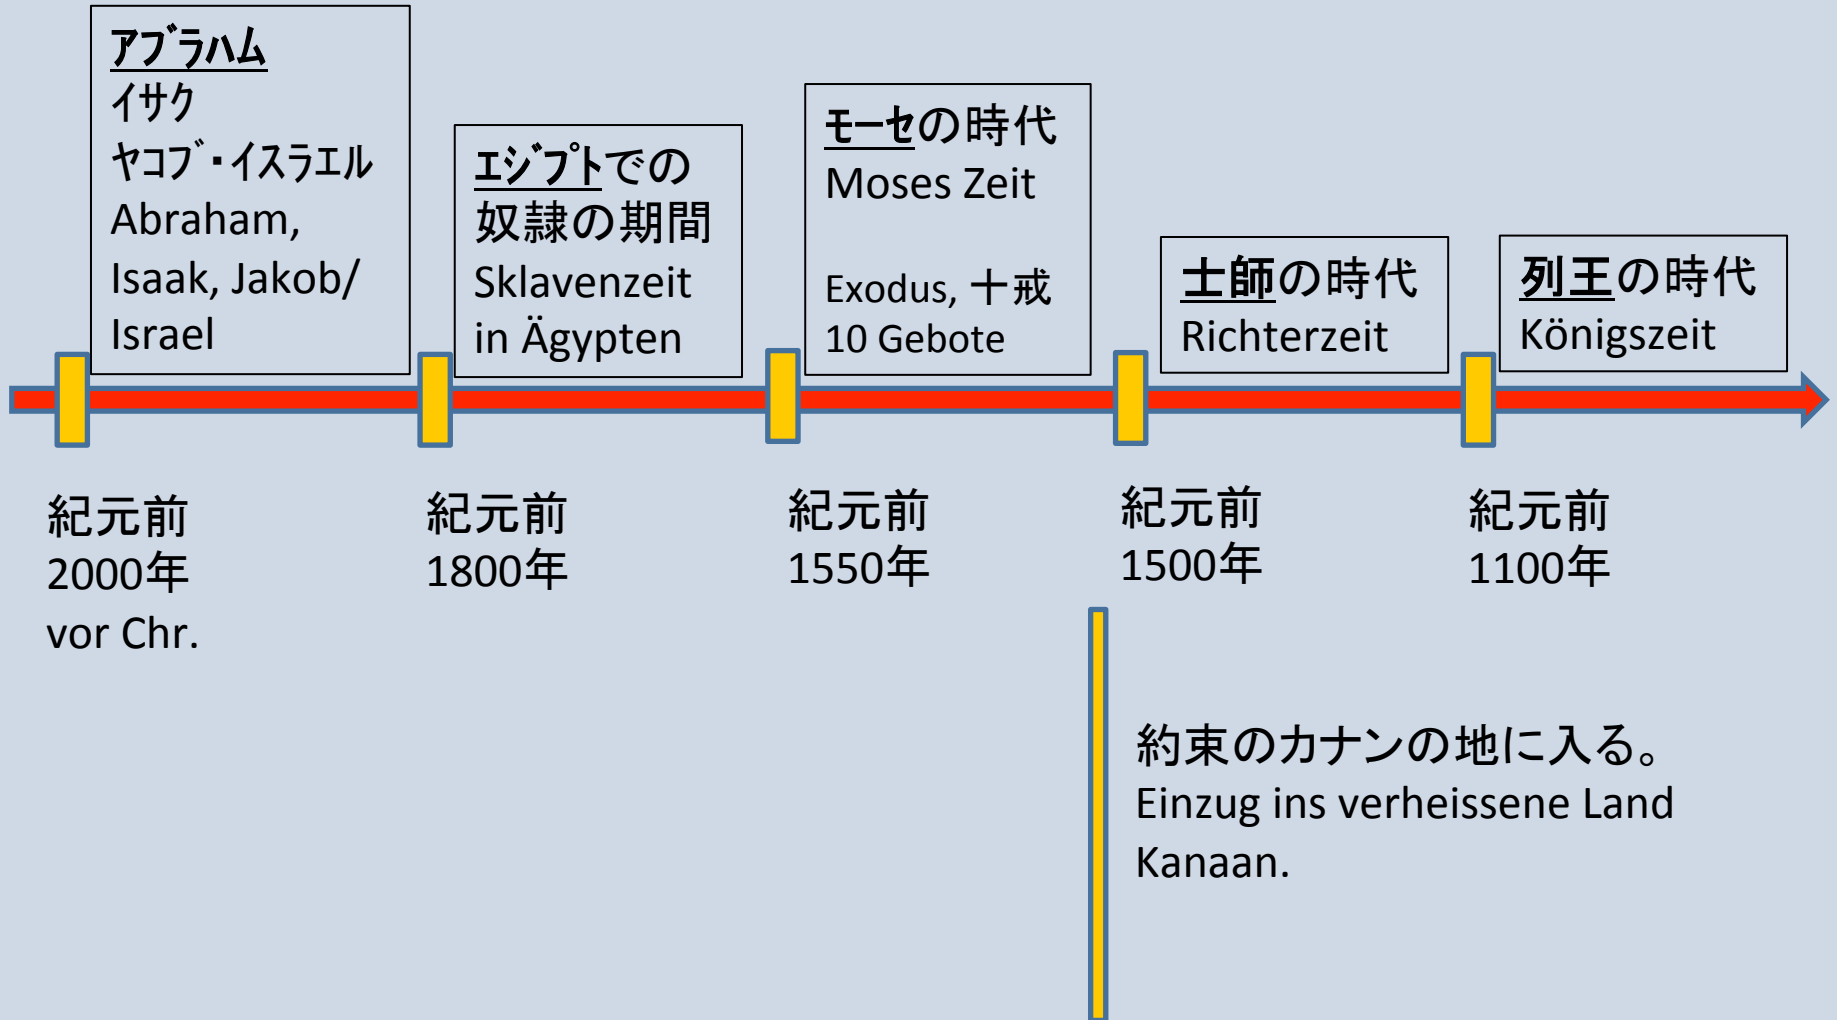 アブラハム
イサク
ヤコブ・イスラエル
Abraham,
Isaak, Jakob/
Israel
エジプトでの
奴隷の期間
Sklavenzeit
in Ägypten
モーセの時代
Moses Zeit
Exodus, 十戒
10 Gebote
士師の時代
Richterzeit
列王の時代
Königszeit
紀元前
2000年
vor Chr.
紀元前
1800年
紀元前
1550年
紀元前
1500年
紀元前
1100年
約束のカナンの地に入る。
Einzug ins verheissene Land
Kanaan.